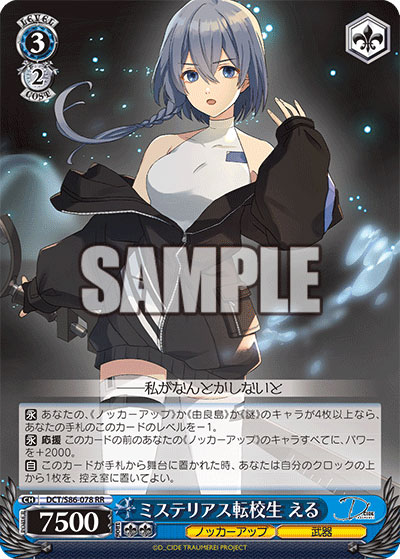 LEVEL
3
2
COST
SAMPLE
私がなんとかしないと
永 あなたの、《ノッカーアップ》か《由良島》か《謎》のキャラが4枚以上なら、
あなたの手札のこのカードのレベルを－1。
永 応援 このカードの前のあなたの《ノッカーアップ》のキャラすべてに、パワー
を＋2000。
自 このカードが手札から舞台に置かれた時、あなたは自分のクロックの上
から1枚を、控え室に置いてよい。
CH DCT/S86-078 RR
7500 ミステリアス転校生 える
ノッカーアップ 武器
©D_CIDE TRAUMEREI PROJECT